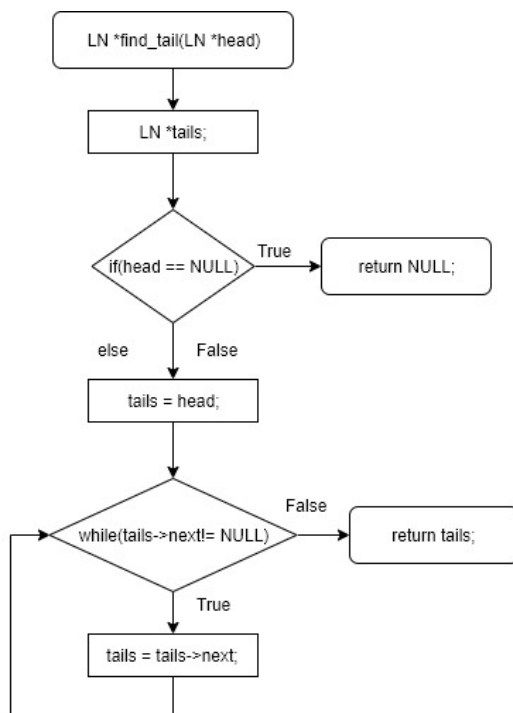 LN *find_tail(LN *head)
LN *tails;
if(head == NULL)
True
return NULL;
else
False
tails = head;
while(tails->next!= NULL)
False
return tails;
True
tails = tails->next;